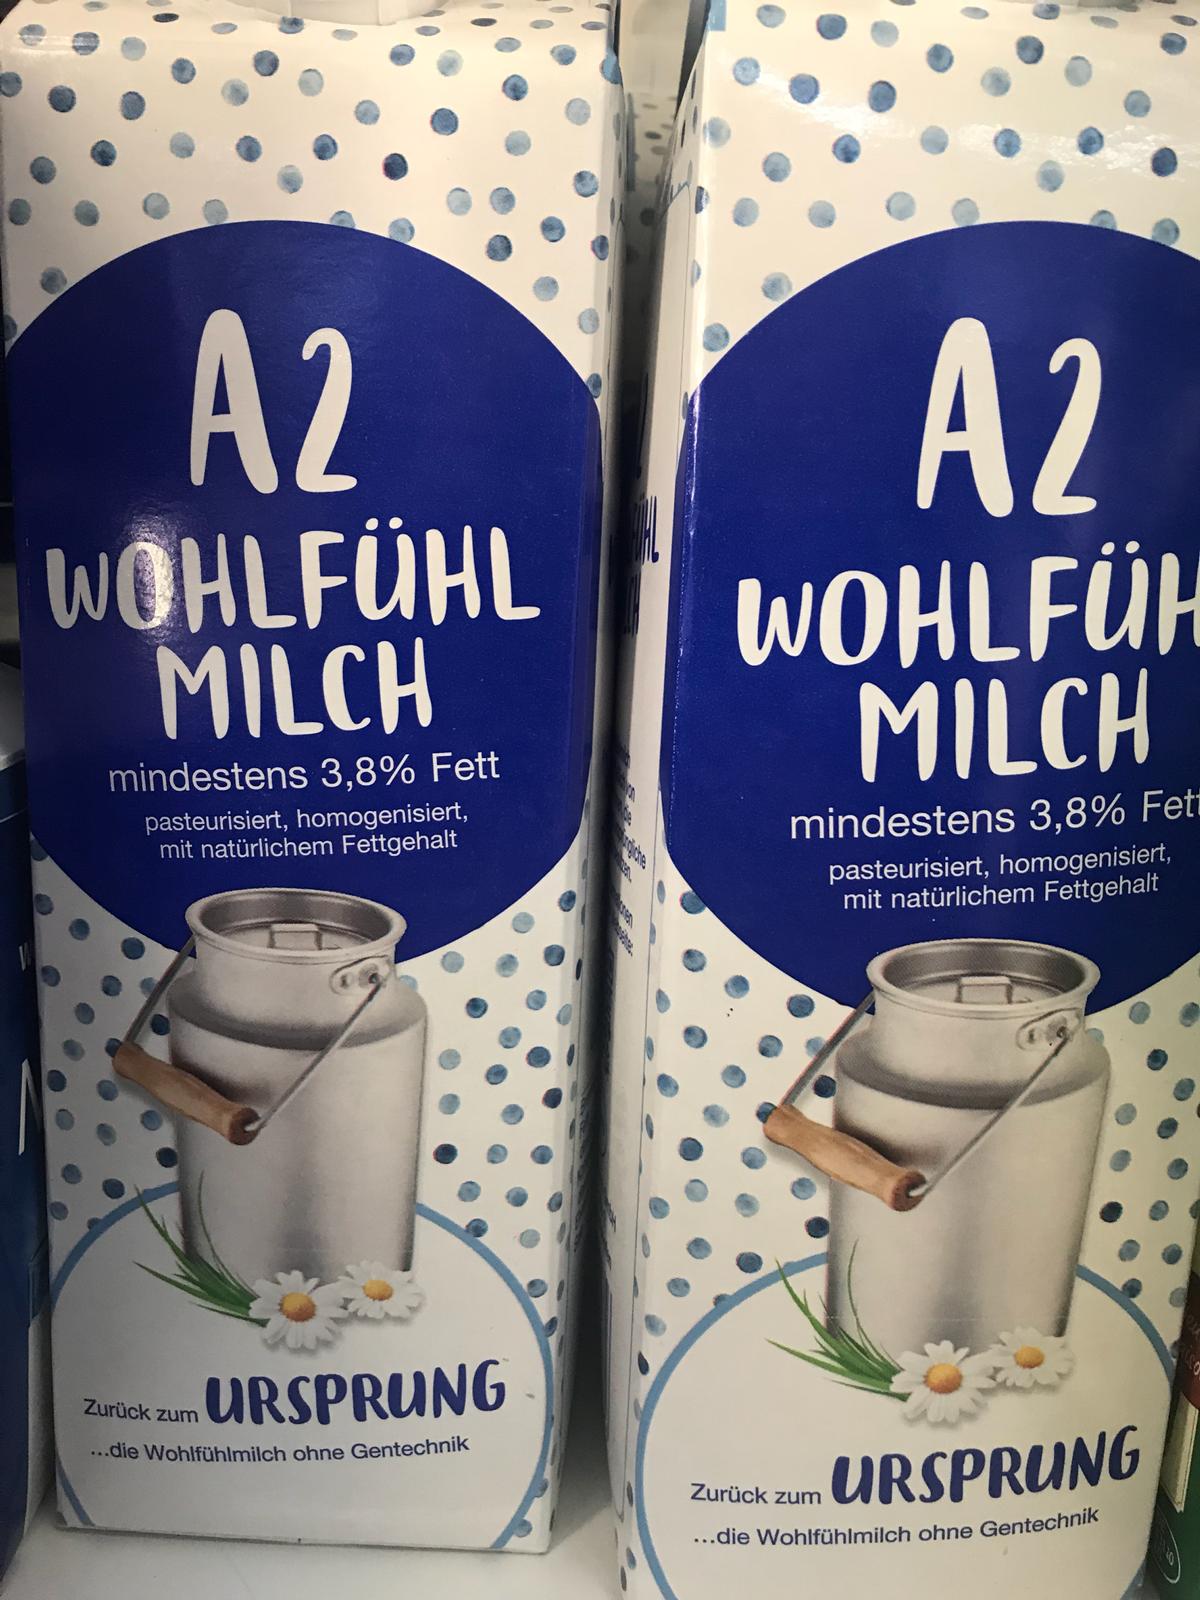 A2
WOHLFÜHL
MILCH
mindestens 3,8% Fett
pasteurisiert, homogenisiert,
mit natürlichem Fettgehalt
Zurück zum URSPRUNG
...die Wohlfühlmilch ohne Gentechnik
A2
WOHLFÜH
MILCH
mindestens 3,8% Fett
pasteurisiert, homogenisiert,
mit natürlichem Fettgehalt
Zurück zum URSPRUNG
...die Wohlfühlmilch ohne Gentechnik